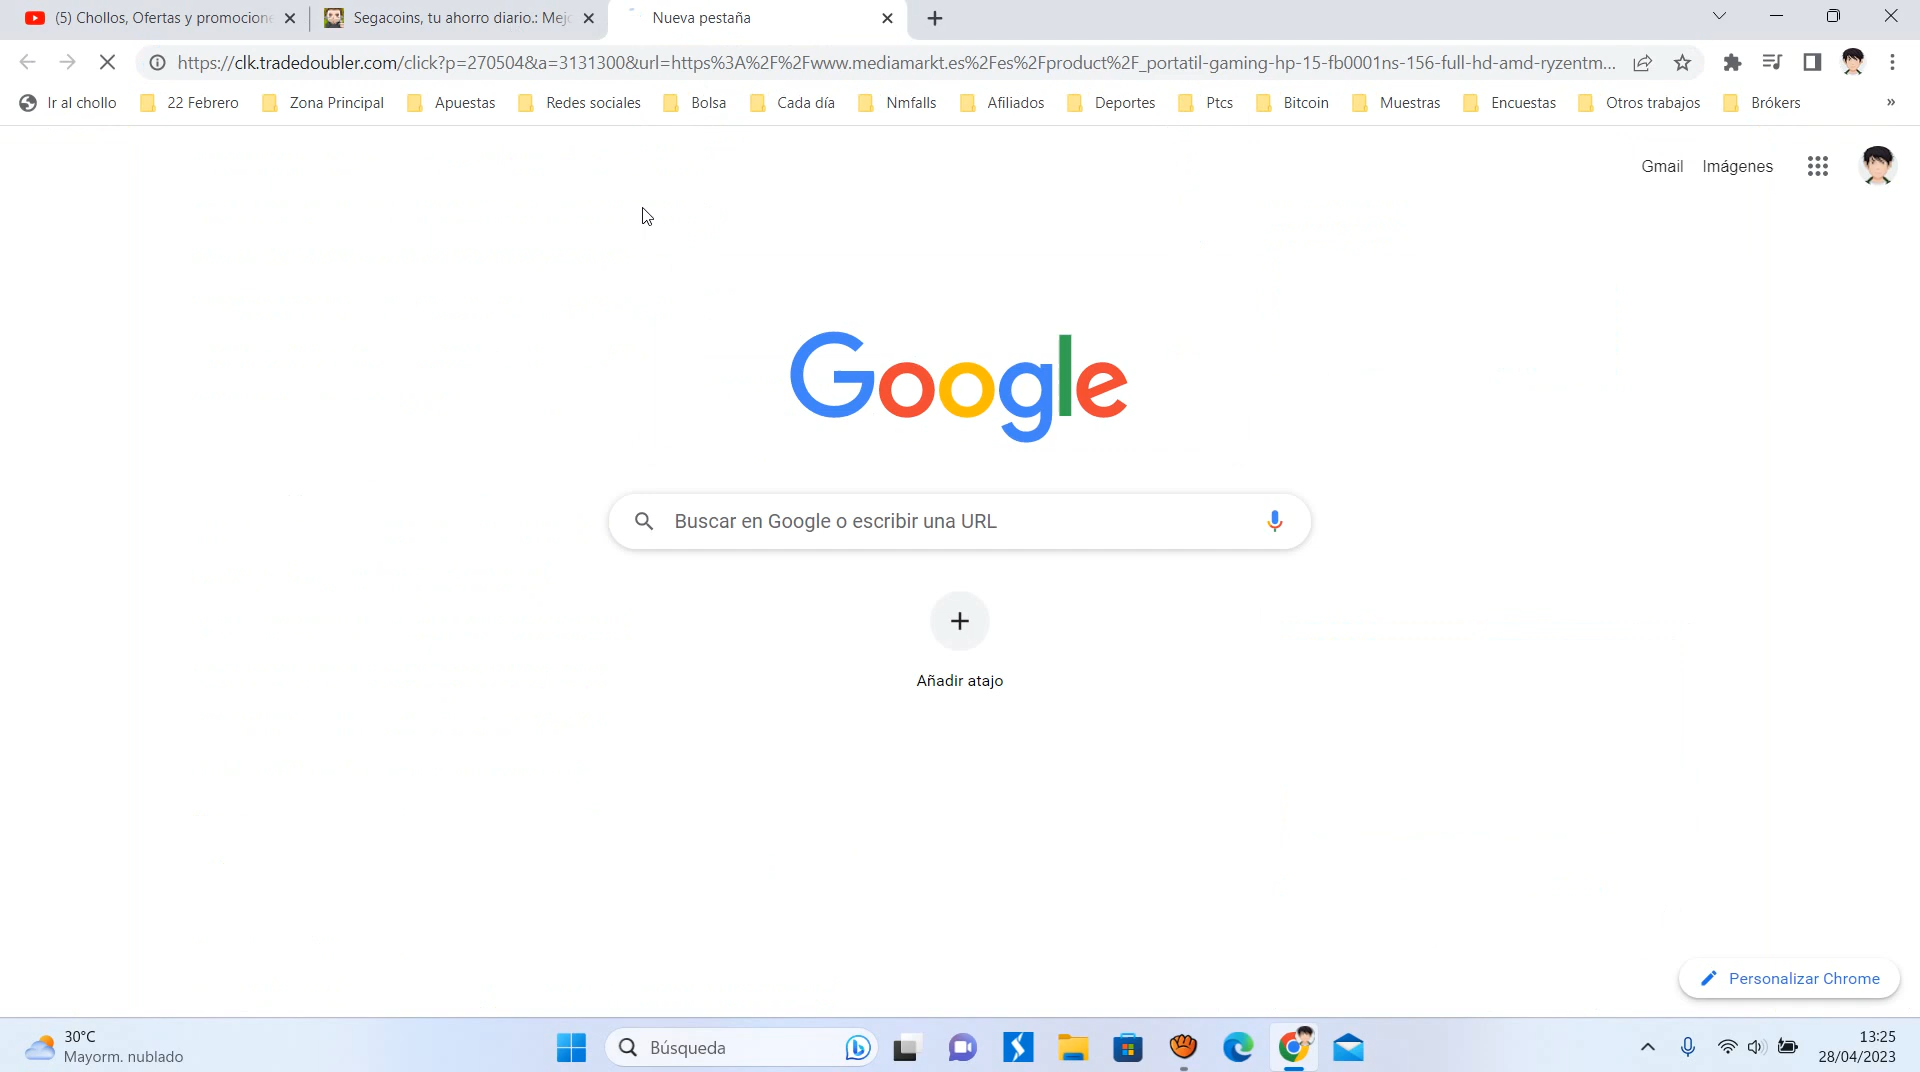 (5) Chollos, Ofertas y promocione
Segacoins, tu ahorro diario.: Mejo
Nueva pestaña
https://clk.tradedoubler.com/click?p=270504&a=3131300&url=https%3A%2F%2Fwww.mediamarkt.es%2Fes%2Fproduct%2F_portatil-gaming-hp-15-fb0001ns-156-full-hd-amd-ryzentm...
Ir al chollo
22 Febrero
Zona Principal
Apuestas
Redes sociales
Bolsa
Cada día
Nmfalls
Afiliados
Deportes
Ptcs
Bitcoin
Muestras
Encuestas
Otros trabajos
Brókers
»
Gmail
Imágenes
Google
Buscar en Google o escribir una URL
Añadir atajo
Personalizar Chrome
30°C
Mayorm. nublado
Búsqueda
13:25
28/04/2023